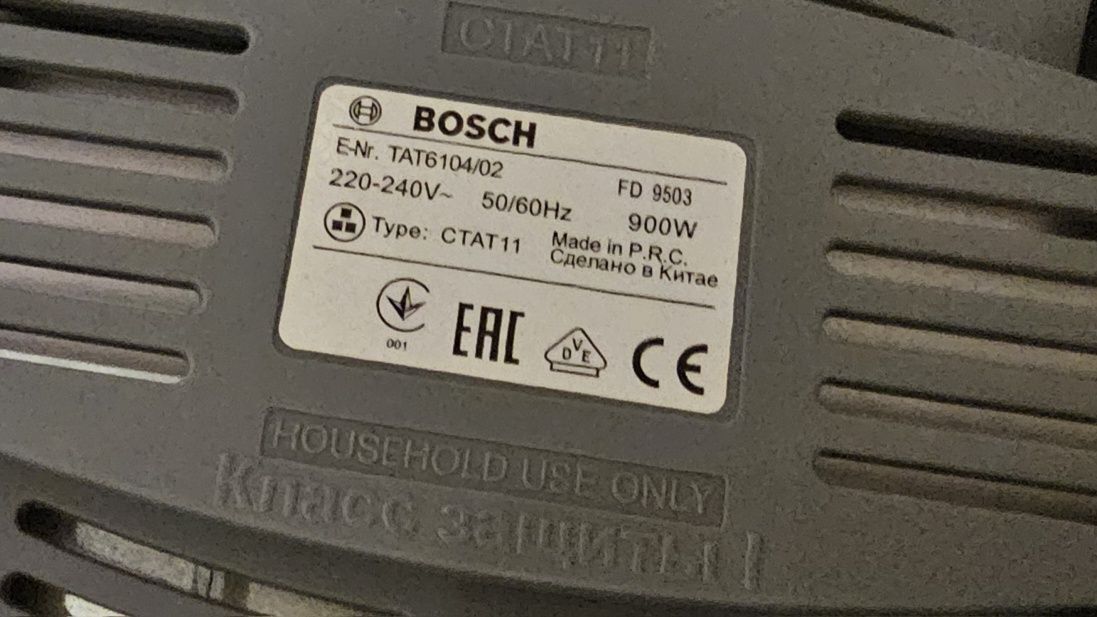 CTAT11
BOSCH
E-Nr. TAT6104/02 FD 9503
220-240V~ 50/60Hz 900W
Type: CTAT11 Made in P.R.C.
Сделано в Китае
001
EAC
DVE
CE
HOUSEHOLD USE ONLY
Класс защиты I